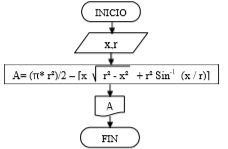 INICIO
x,r
A= (π* r²)/2 – [x √ r² - x² + r² Sin⁻¹ (x / r)]
A
FIN